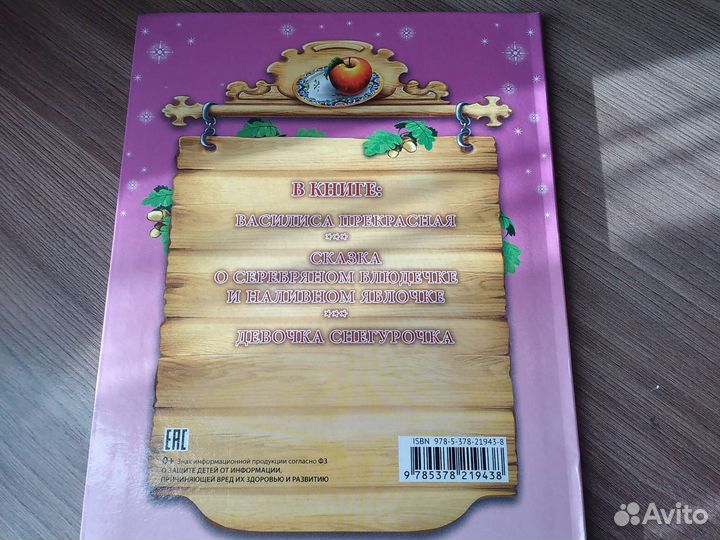 В КНИГЕ:
ВАСИЛИСА ПРЕКРАСНАЯ
СКАЗКА
О СЕРЕБРЯНОМ БЛЮДЕЧКЕ
И НАЛИВНОМ ЯБЛОЧКЕ
ДЕВОЧКА СНЕГУРОЧКА
EAC
0+ Знак информационной продукции согласно ФЗ
О ЗАЩИТЕ ДЕТЕЙ ОТ ИНФОРМАЦИИ,
ПРИЧИНЯЮЩЕЙ ВРЕД ИХ ЗДОРОВЬЮ И РАЗВИТИЮ
ISBN 978-5-378-21943-8
9 785378 219438
Avito